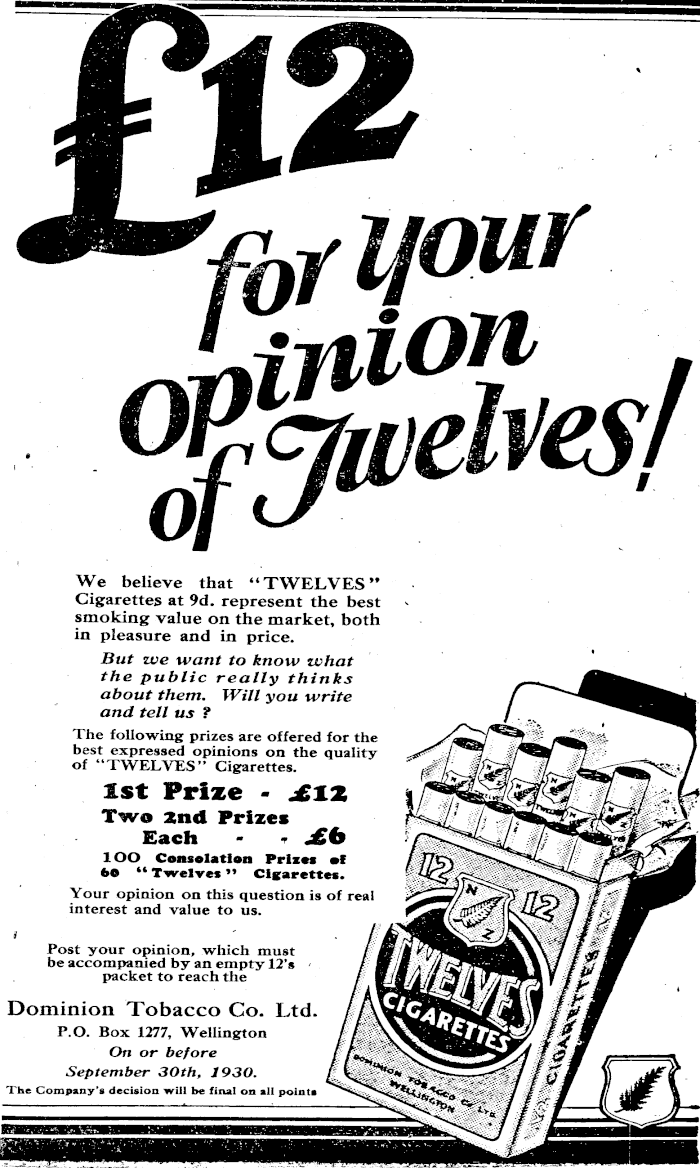 £12
for your
opinion
of Twelves!
We believe that "TWELVES"
Cigarettes at 9d. represent the best
smoking value on the market, both
in pleasure and in price.
But we want to know what
the public really thinks
about them. Will you write
and tell us ?
The following prizes are offered for the
best expressed opinions on the quality
of "TWELVES" Cigarettes.
1st Prize - £12
Two 2nd Prizes
Each - - £6
100 Consolation Prizes of
60 "Twelves" Cigarettes.
Your opinion on this question is of real
interest and value to us.
Post your opinion, which must
be accompanied by an empty 12's
packet to reach the
Dominion Tobacco Co. Ltd.
P.O. Box 1277, Wellington
On or before
September 30th, 1930.
The Company's decision will be final on all points
12 12
N
Z
TWELVES
CIGARETTES
DOMINION TOBACCO CO LTD.
WELLINGTON
CIGARETTES